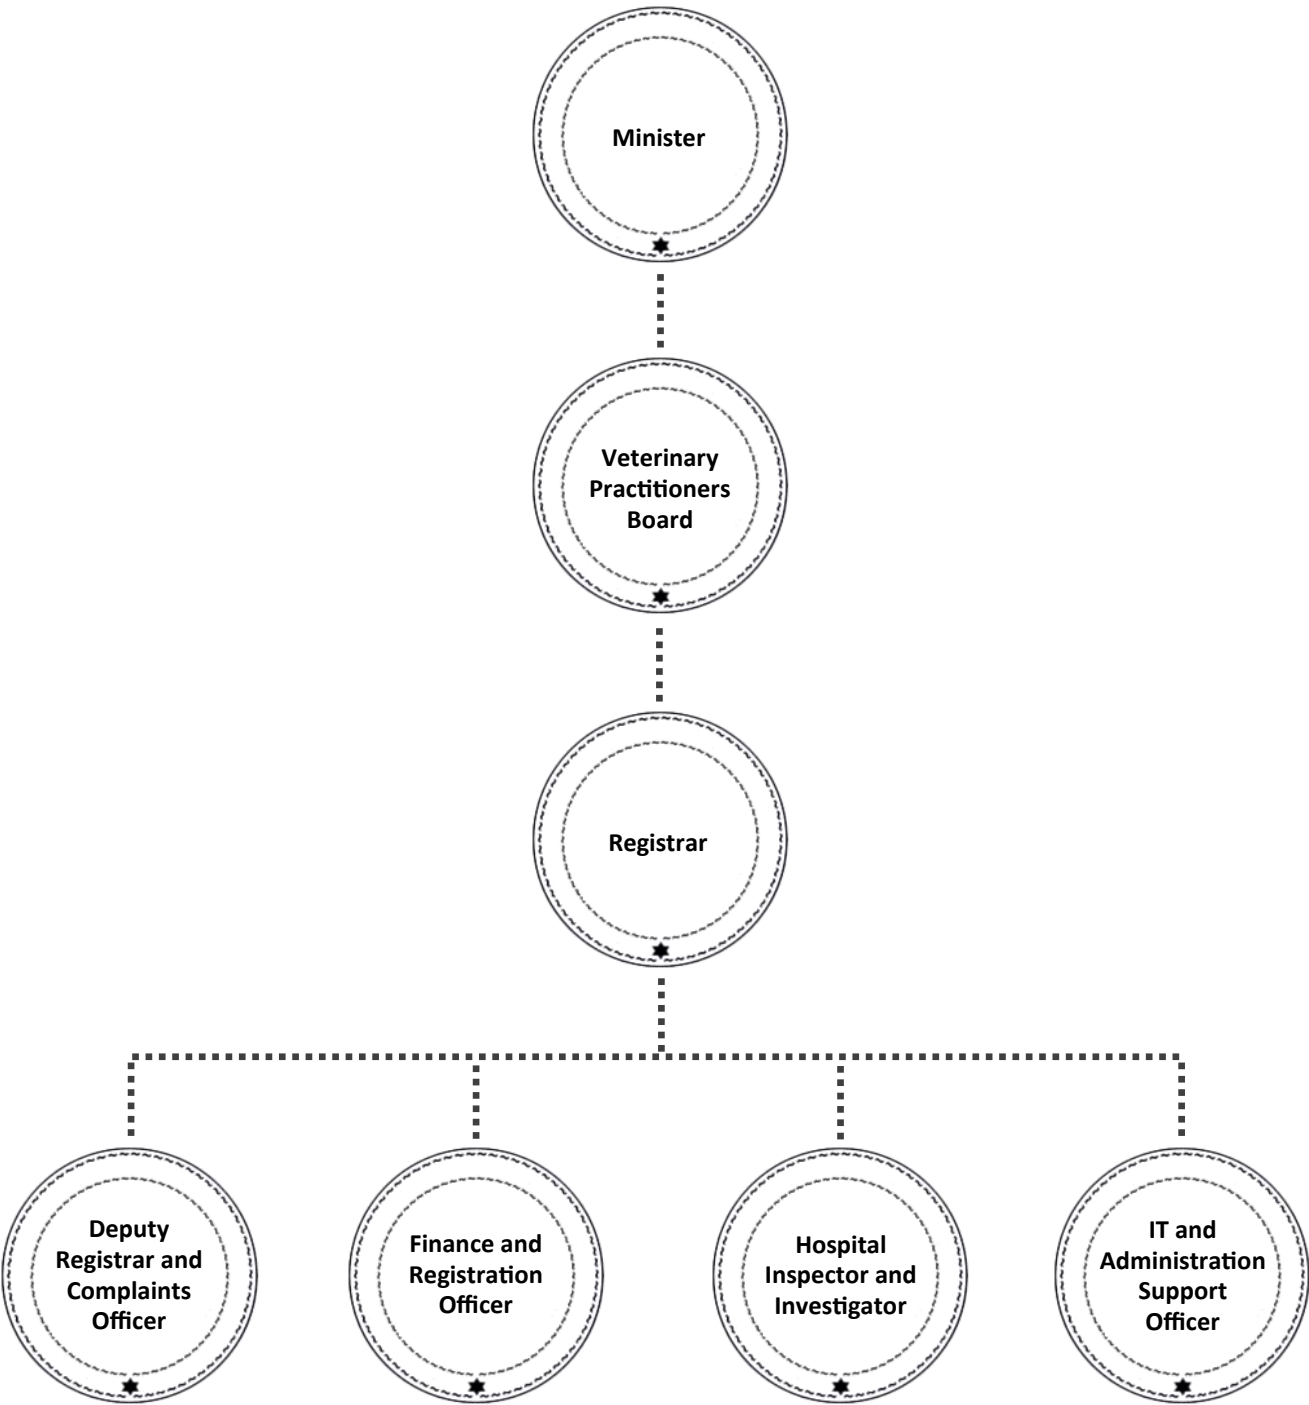 Minister
Veterinary
Practitioners
Board
Registrar
Deputy
Registrar and
Complaints
Officer
Finance and
Registration
Officer
Hospital
Inspector and
Investigator
IT and
Administration
Support
Officer